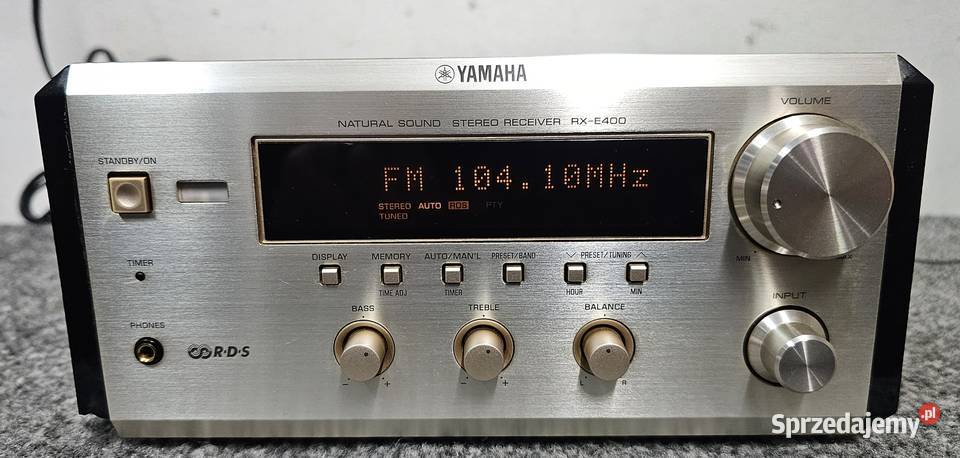 YAMAHA
NATURAL SOUND STEREO RECEIVER RX-E400
VOLUME
STANDBY/ON
FM 104.10MHz
STEREO AUTO RDS PTY
TUNED
MIN MAX
TIMER
DISPLAY MEMORY AUTO/MAN'L PRESET/BAND PRESET/TUNING
TIME ADJ TIMER HOUR MIN
BASS TREBLE BALANCE
INPUT
PHONES
R·D·S
- + - + L R
Sprzedajemy.pl